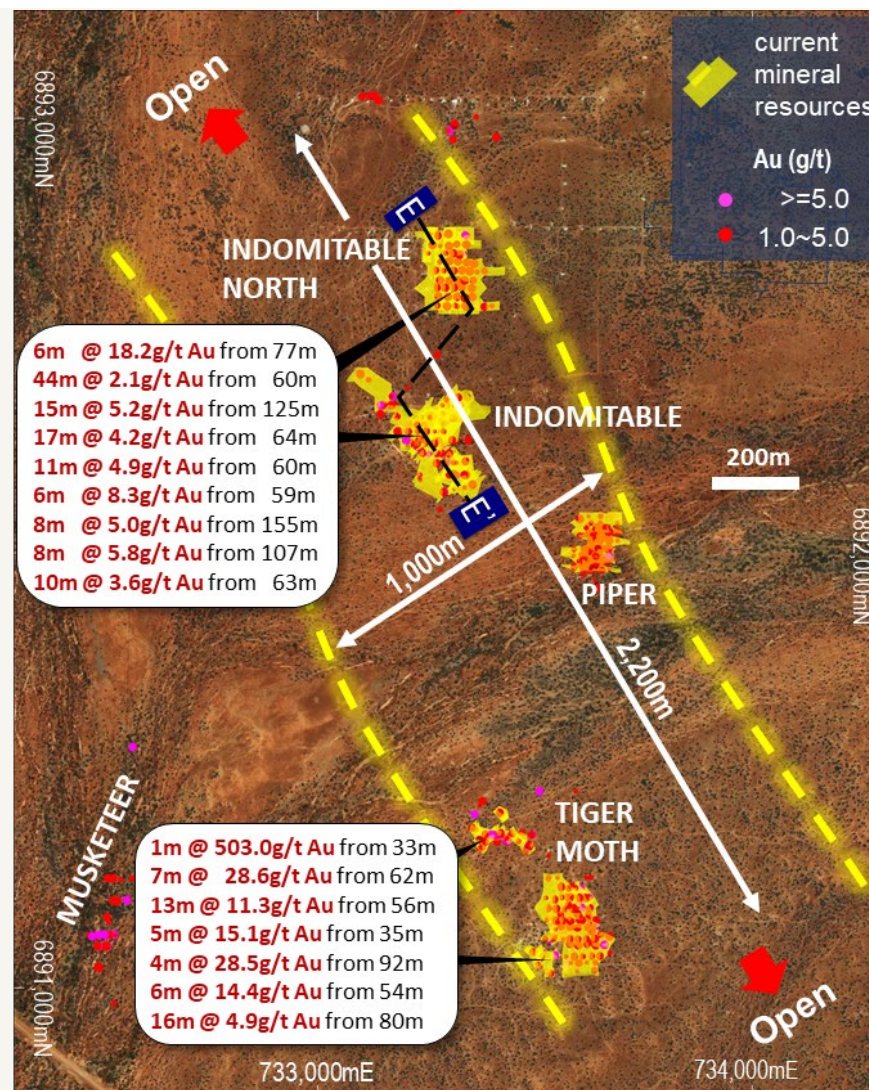 current
mineral
resources
Au (g/t)
>=5.0
1.0~5.0
Open
6893,000mN
E
INDOMITABLE
NORTH
6m @ 18.2g/t Au from 77m
44m @ 2.1g/t Au from 60m
15m @ 5.2g/t Au from 125m
17m @ 4.2g/t Au from 64m
11m @ 4.9g/t Au from 60m
6m @ 8.3g/t Au from 59m
8m @ 5.0g/t Au from 155m
8m @ 5.8g/t Au from 107m
10m @ 3.6g/t Au from 63m
INDOMITABLE
200m
E'
6892,000mN
1,000m
PIPER
2,200m
MUSKETEER
TIGER
MOTH
1m @ 503.0g/t Au from 33m
7m @ 28.6g/t Au from 62m
13m @ 11.3g/t Au from 56m
5m @ 15.1g/t Au from 35m
4m @ 28.5g/t Au from 92m
6m @ 14.4g/t Au from 54m
16m @ 4.9g/t Au from 80m
6891,000mN
Open
733,000mE
734,000mE